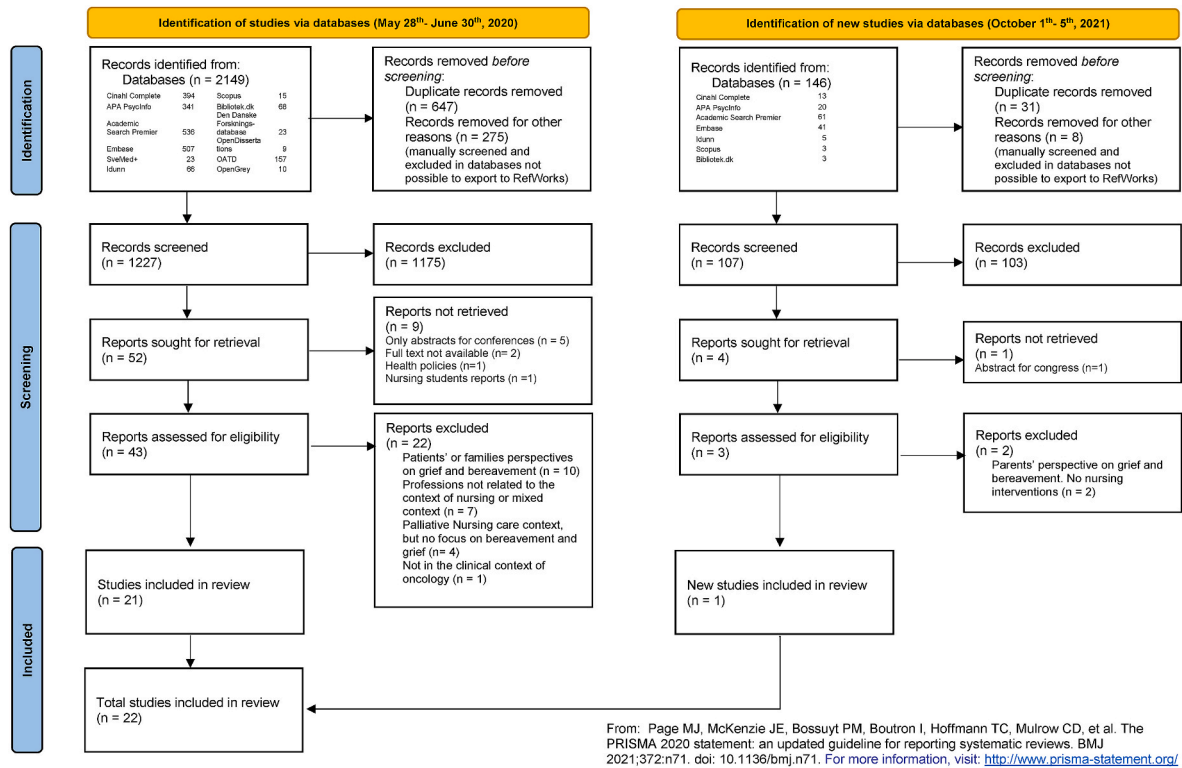 Identification of studies via databases (May 28th- June 30th, 2020)
Identification of new studies via databases (October 1th- 5th, 2021)
Identification
Records identified from:
Databases (n = 2149)
Cinahl Complete 394
APA PsycInfo 341
Academic
Search Premier 536
Embase 507
SveMed+ 23
Idunn 66
Scopus 15
Bibliotek.dk 68
Den Danske
Forsknings-
database 23
OpenDisserta
tions 9
OATD 157
OpenGrey 10
Records removed before
screening:
Duplicate records removed
(n = 647)
Records removed for other
reasons (n = 275)
(manually screened and
excluded in databases not
possible to export to RefWorks)
Records identified from:
Databases (n = 146)
Cinahl Complete 13
APA PsycInfo 20
Academic Search Premier 61
Embase 41
Idunn 5
Scopus 3
Bibliotek.dk 3
Records removed before
screening:
Duplicate records removed
(n = 31)
Records removed for other
reasons (n = 8)
(manually screened and
excluded in databases not
possible to export to RefWorks)
Screening
Records screened
(n = 1227)
Records excluded
(n = 1175)
Records screened
(n = 107)
Records excluded
(n = 103)
Reports sought for retrieval
(n = 52)
Reports not retrieved
(n = 9)
Only abstracts for conferences (n = 5)
Full text not available (n= 2)
Health policies (n=1)
Nursing students reports (n =1)
Reports sought for retrieval
(n = 4)
Reports not retrieved
(n = 1)
Abstract for congress (n=1)
Reports assessed for eligibility
(n = 43)
Reports excluded
(n = 22)
Patients' or families perspectives
on grief and bereavement (n = 10)
Professions not related to the
context of nursing or mixed
context (n = 7)
Palliative Nursing care context,
but no focus on bereavement and
grief (n= 4)
Not in the clinical context of
oncology (n = 1)
Reports assessed for eligibility
(n = 3)
Reports excluded
(n = 2)
Parents' perspective on grief and
bereavement. No nursing
interventions (n = 2)
Included
Studies included in review
(n = 21)
New studies included in review
(n = 1)
Total studies included in review
(n = 22)
From: Page MJ, McKenzie JE, Bossuyt PM, Boutron I, Hoffmann TC, Mulrow CD, et al. The
PRISMA 2020 statement: an updated guideline for reporting systematic reviews. BMJ
2021;372:n71. doi: 10.1136/bmj.n71. For more information, visit: http://www.prisma-statement.org/